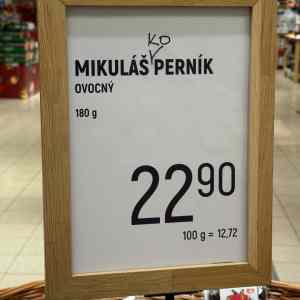 KO
MIKULÁŠ PERNÍK
OVOCNÝ
180 g
22 90
100 g = 12,72